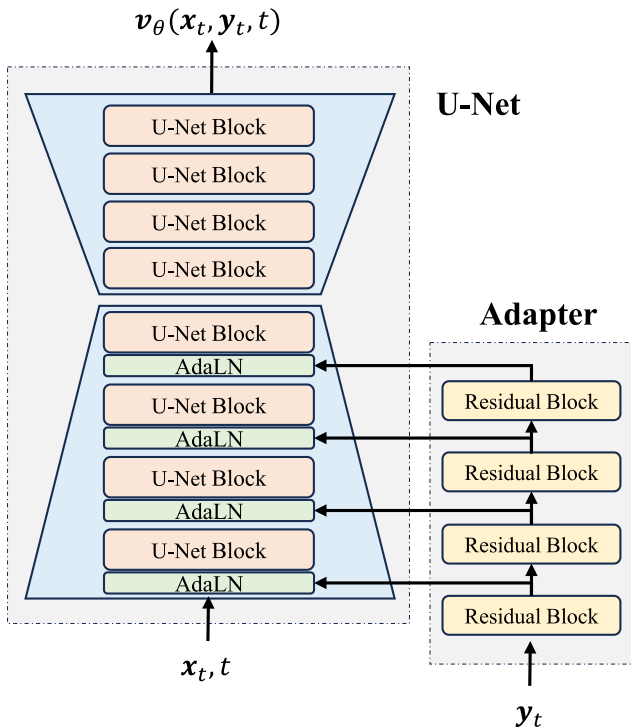 𝒗_θ(𝒙_t, 𝒚_t, t)
U-Net
U-Net Block
U-Net Block
U-Net Block
U-Net Block
Adapter
U-Net Block
AdaLN
Residual Block
U-Net Block
AdaLN
Residual Block
U-Net Block
AdaLN
Residual Block
U-Net Block
AdaLN
Residual Block
𝒙_t, t
𝒚_t